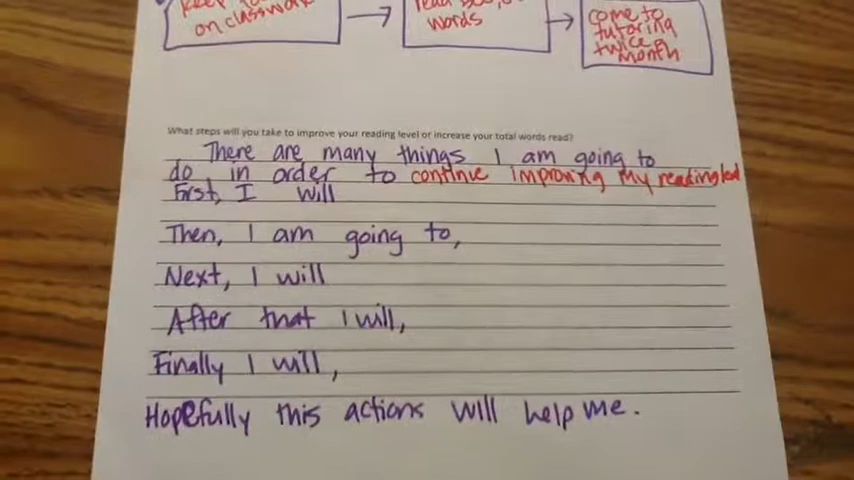 on classwork
words
come to
tutoring
twice a
month
What steps will you take to improve your reading level or increase your total words read?
There are many things I am going to
do in order to continue improving my reading
First, I will
Then, I am going to,
Next, I will
After that I will,
Finally I will,
Hopefully this actions will help me.